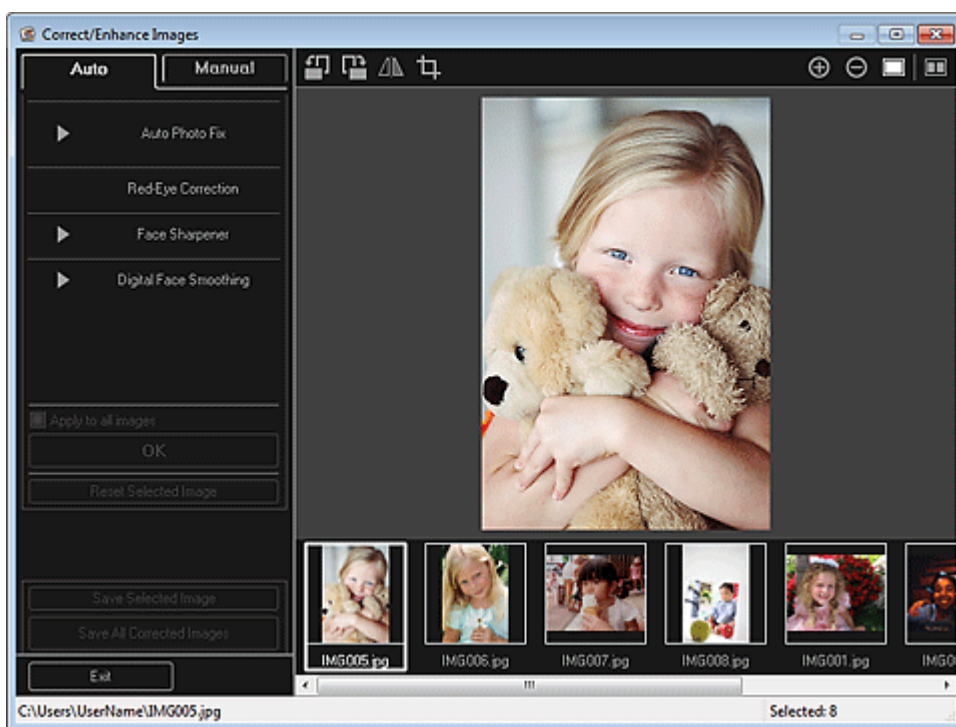 Correct/Enhance Images
Auto
Manual
Auto Photo Fix
Red-Eye Correction
Face Sharpener
Digital Face Smoothing
Apply to all images
OK
Reset Selected Image
Save Selected Image
Save All Corrected Images
Exit
IMG005.jpg
IMG006.jpg
IMG007.jpg
IMG008.jpg
IMG001.jpg
IMG00
C:\Users\UserName\IMG005.jpg
Selected: 8